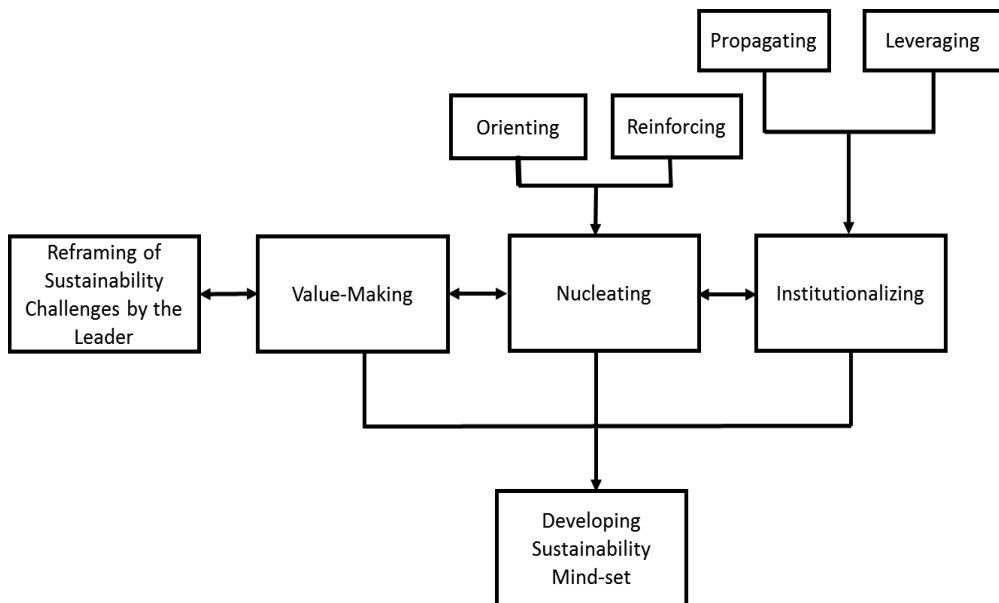 Propagating
Leveraging
Orienting
Reinforcing
Reframing of
Sustainability
Challenges by the
Leader
Value-Making
Nucleating
Institutionalizing
Developing
Sustainability
Mind-set